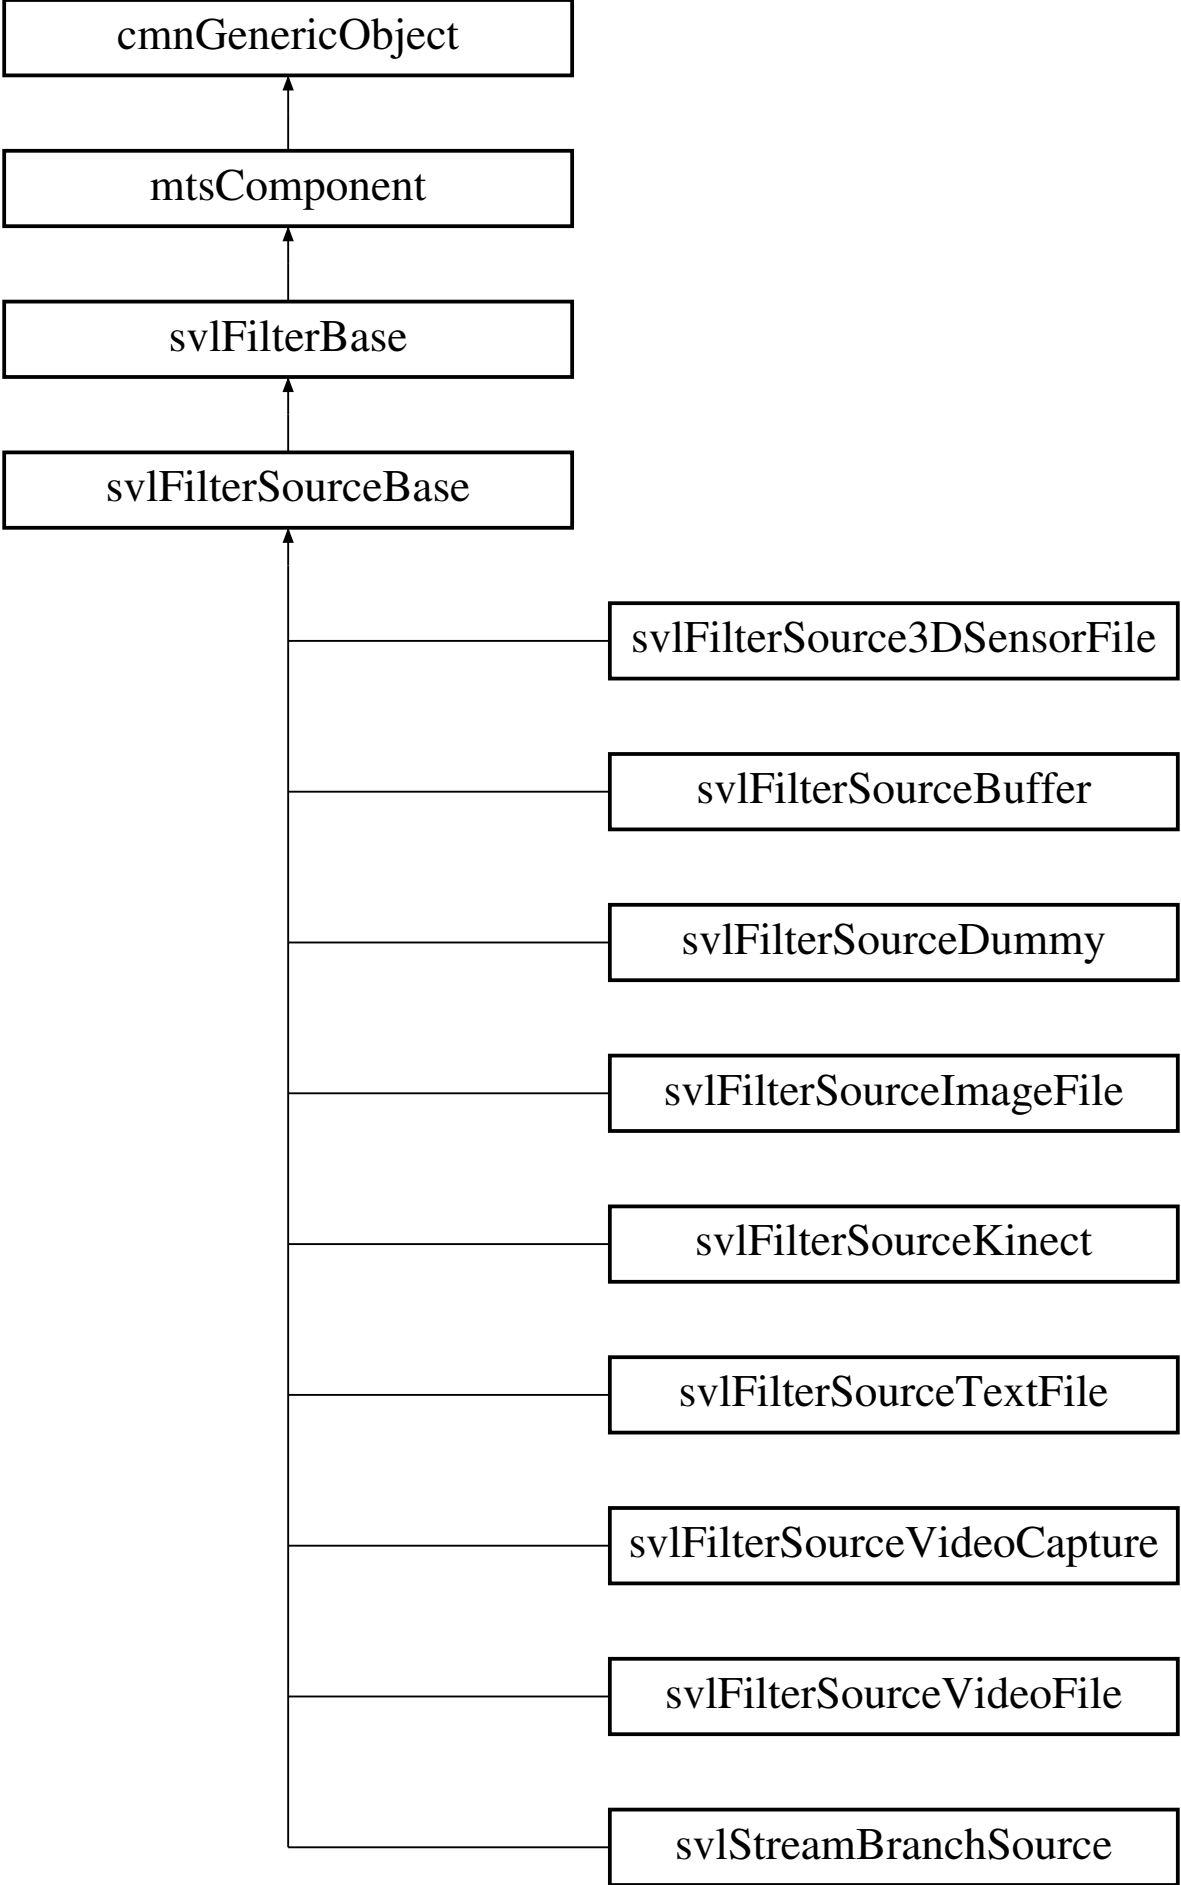 cmnGenericObject
mtsComponent
svlFilterBase
svlFilterSourceBase
svlFilterSource3DSensorFile
svlFilterSourceBuffer
svlFilterSourceDummy
svlFilterSourceImageFile
svlFilterSourceKinect
svlFilterSourceTextFile
svlFilterSourceVideoCapture
svlFilterSourceVideoFile
svlStreamBranchSource